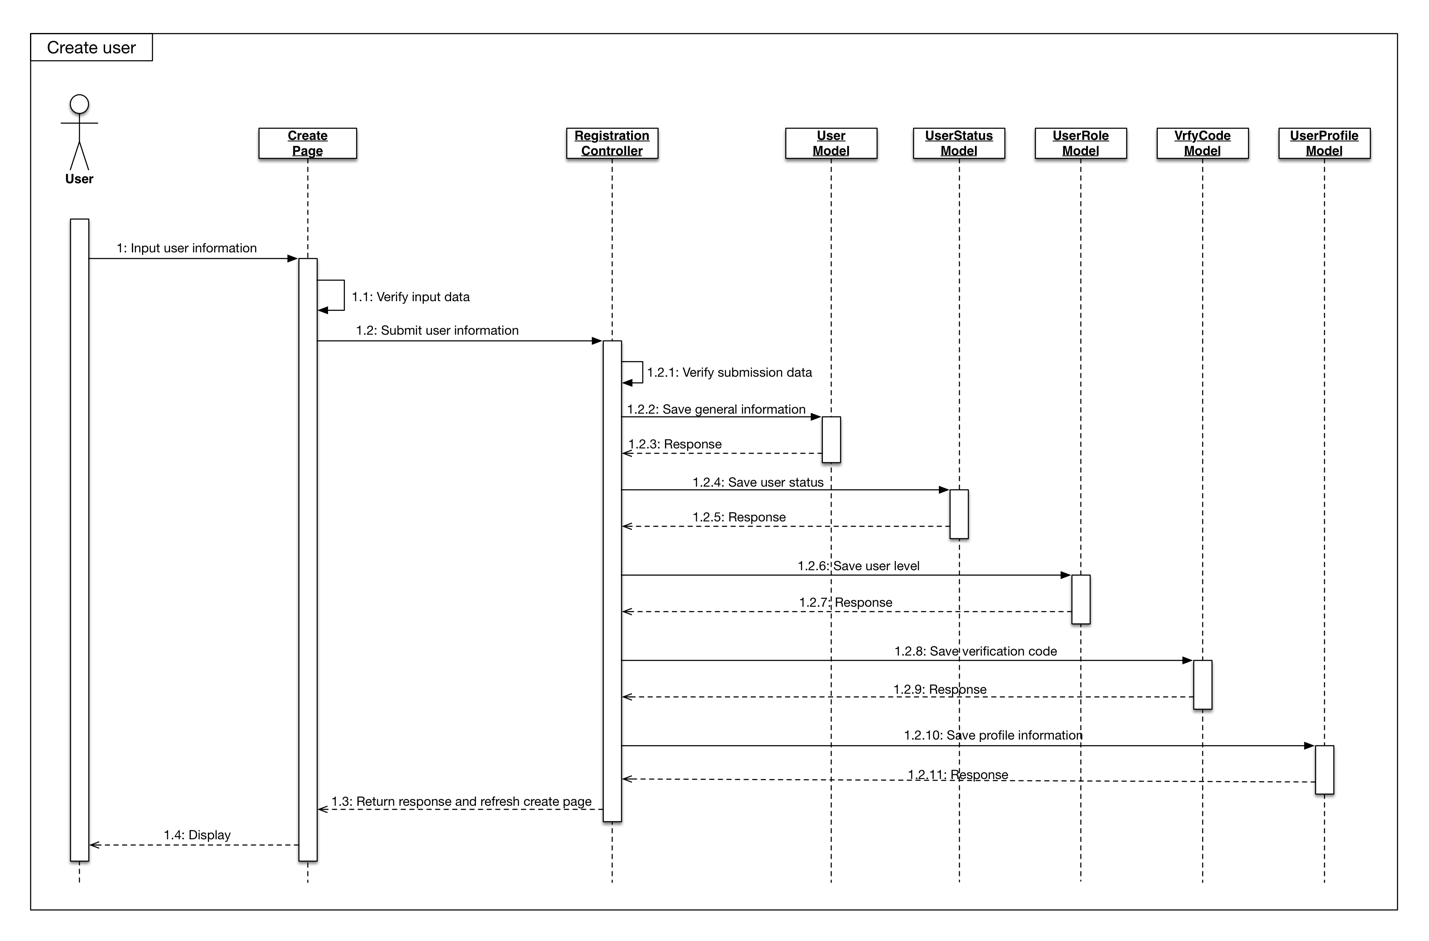 Create user
User
Create
Page
Registration
Controller
User
Model
UserStatus
Model
UserRole
Model
VrfyCode
Model
UserProfile
Model
1: Input user information
1.1: Verify input data
1.2: Submit user information
1.2.1: Verify submission data
1.2.2: Save general information
1.2.3: Response
1.2.4: Save user status
1.2.5: Response
1.2.6: Save user level
1.2.7: Response
1.2.8: Save verification code
1.2.9: Response
1.2.10: Save profile information
1.2.11: Response
1.3: Return response and refresh create page
1.4: Display